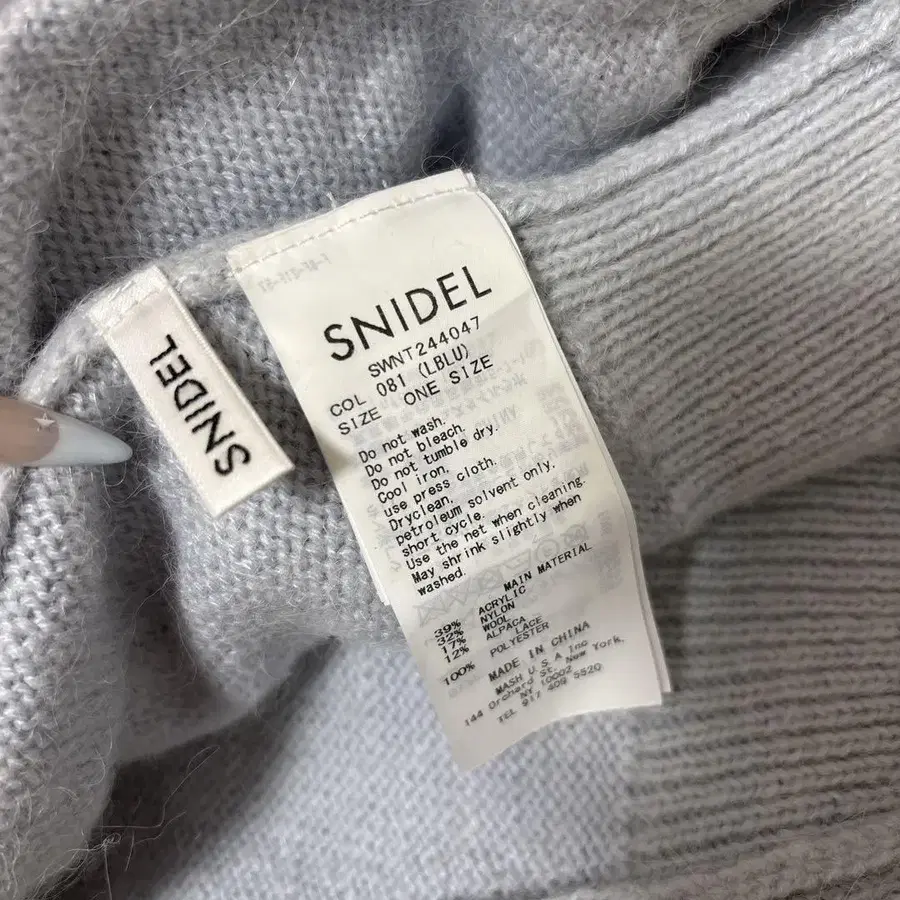 SNIDEL
SNIDEL
SWNT244047
COL 081 (LBLU)
SIZE ONE SIZE
Do not wash.
Do not bleach.
Do not tumble dry.
Cool iron.
use press cloth.
Dryclean.
petroleum solvent only.
short cycle.
Use the net when cleaning.
May shrink slightly when
washed.
MAIN MATERIAL
39% ACRYLIC
32% NYLON
17% WOOL
12% ALPACA
LACE
100% POLYESTER
MADE IN CHINA
MASH U.S.A Inc
144 Orchard St. New York,
NY 10002
TEL 917 409 5520